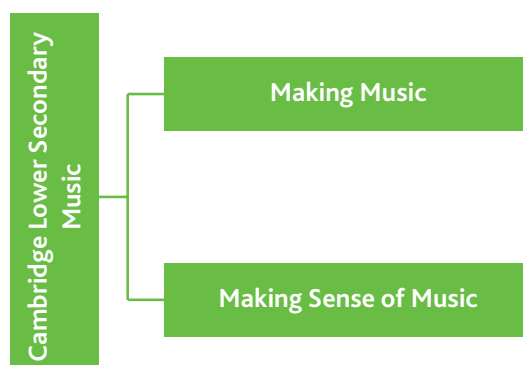 Cambridge Lower Secondary
Music
Making Music
Making Sense of Music